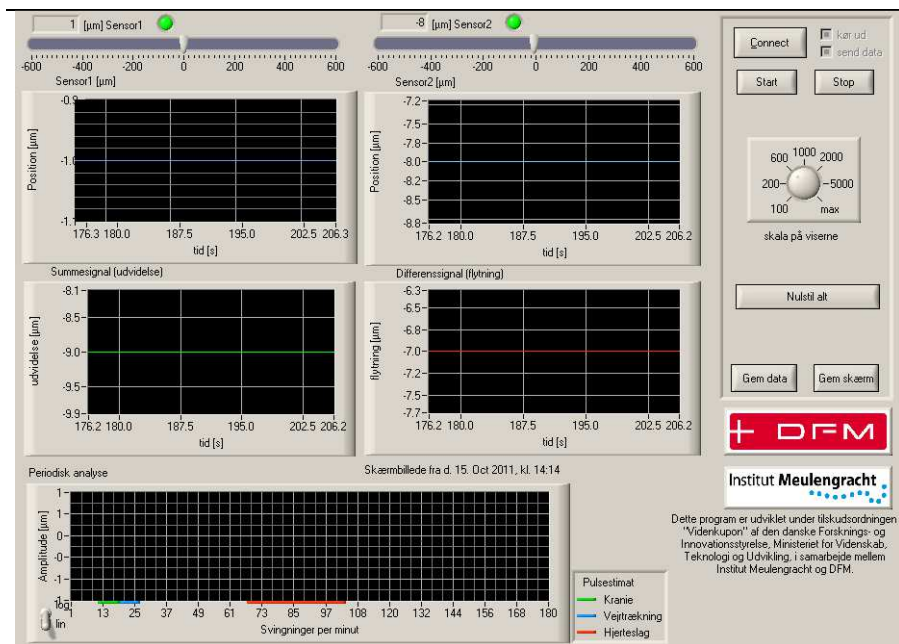 1 [µm] Sensor1
-8 [µm] Sensor2
-600 -400 -200 0 200 400 600
-600 -400 -200 0 200 400 600
Connect
kør ud
send data
Start
Stop
Sensor1 [µm]
Position [µm]
-0.9
-1.0
-1.1
176.3 180.0 187.5 195.0 202.5 206.3
tid [s]
Sensor2 [µm]
Position [µm]
-7.2
-7.5
-7.8
-8.0
-8.2
-8.5
-8.8
176.2 180.0 187.5 195.0 202.5 206.2
tid [s]
100
200
600
1000
2000
5000
max
skala på viserne
Summesignal (udvidelse)
udvidelse [µm]
-8.1
-8.5
-9.0
-9.5
-9.9
176.2 180.0 187.5 195.0 202.5 206.2
tid [s]
Differenssignal (flytning)
flytning [µm]
-6.3
-6.5
-6.8
-7.0
-7.2
-7.5
-7.7
176.2 180.0 187.5 195.0 202.5 206.2
tid [s]
Nulstil alt
Gem data
Gem skærm
DFM
Institut Meulengracht
Dette program er udviklet under tilskudsordningen
"Videnkupon" af den danske Forsknings- og
Innovationsstyrelse, Ministeriet for Videnskab,
Teknologi og Udvikling, i samarbejde mellem
Institut Meulengracht og DFM.
Periodisk analyse
Skærmbillede fra d. 15. Oct 2011, kl. 14:14
Amplitude [µm]
1
1
0
-0
-1
-1
log
lin
1 13 25 37 49 61 73 85 97 108 120 132 144 156 168 180
Svingninger per minut
Pulsestimat
Kranie
Vejrtrækning
Hjerteslag